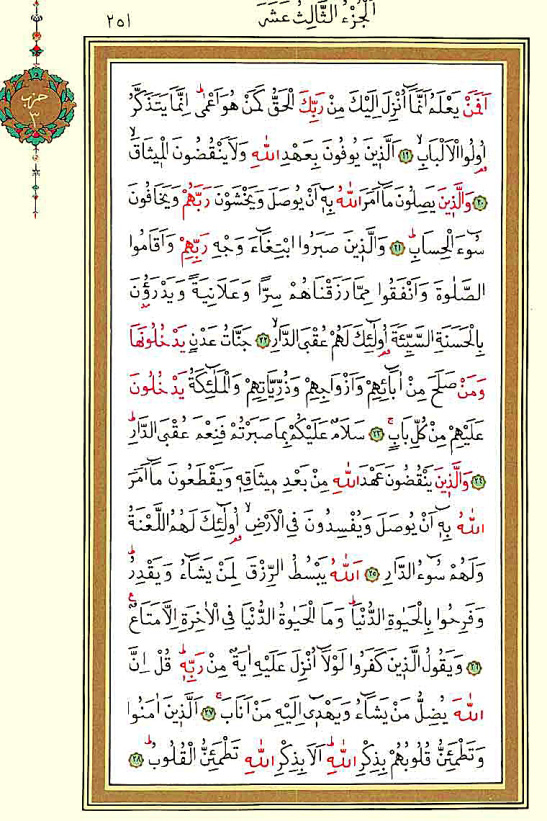 اَلْجُزْءُ الثَّالِثُ عَشَرَ
٢٥١
حزب
٣
اَفَمَنْ يَعْلَمُ اَنَّمَٓا اُنْزِلَ اِلَيْكَ مِنْ رَبِّكَ الْحَقُّ كَمَنْ هُوَ اَعْمٰىۜ اِنَّمَا يَتَذَكَّرُ
اُو۬لُوا الْاَلْبَابِۙ ﴿١٩﴾ اَلَّذ۪ينَ يُوفُونَ بِعَهْدِ اللّٰهِ وَلَا يَنْقُضُونَ الْم۪يثَاقَۙ
﴿٢٠﴾ وَالَّذ۪ينَ يَصِلُونَ مَٓا اَمَرَ اللّٰهُ بِه۪ٓ اَنْ يُوصَلَ وَيَخْشَوْنَ رَبَّهُمْ وَيَخَافُونَ
سُٓوءَ الْحِسَابِۜ ﴿٢١﴾ وَالَّذ۪ينَ صَبَرُوا ابْتِغَٓاءَ وَجْهِ رَبِّهِمْ وَاَقَامُوا
الصَّلٰوةَ وَاَنْفَقُوا مِمَّا رَزَقْنَاهُمْ سِرًّا وَعَلَانِيَةً وَيَدْرَؤُ۫نَ
بِالْحَسَنَةِ السَّيِّئَةَ اُو۬لٰٓئِكَ لَهُمْ عُقْبَى الدَّارِۙ ﴿٢٢﴾ جَنَّاتُ عَدْنٍ يَدْخُلُونَهَا
وَمَنْ صَلَحَ مِنْ اٰبَٓائِهِمْ وَاَزْوَاجِهِمْ وَذُرِّيَّاتِهِمْ وَالْمَلٰٓئِكَةُ يَدْخُلُونَ
عَلَيْهِمْ مِنْ كُلِّ بَابٍۚ ﴿٢٣﴾ سَلَامٌ عَلَيْكُمْ بِمَا صَبَرْتُمْ فَنِعْمَ عُقْبَى الدَّارِۜ
﴿٢٤﴾ وَالَّذ۪ينَ يَنْقُضُونَ عَهْدَ اللّٰهِ مِنْ بَعْدِ م۪يثَاقِه۪ وَيَقْطَعُونَ مَٓا اَمَرَ
اللّٰهُ بِه۪ٓ اَنْ يُوصَلَ وَيُفْسِدُونَ فِي الْاَرْضِۙ اُو۬لٰٓئِكَ لَهُمُ اللَّعْنَةُ
وَلَهُمْ سُٓوءُ الدَّارِ ﴿٢٥﴾ اَللّٰهُ يَبْسُطُ الرِّزْقَ لِمَنْ يَشَٓاءُ وَيَقْدِرُۜ
وَفَرِحُوا بِالْحَيٰوةِ الدُّنْيَاۜ وَمَا الْحَيٰوةُ الدُّنْيَا فِي الْاٰخِرَةِ اِلَّا مَتَاعٌ۟
﴿٢٦﴾ وَيَقُولُ الَّذ۪ينَ كَفَرُوا لَوْلَٓا اُنْزِلَ عَلَيْهِ اٰيَةٌ مِنْ رَبِّه۪ۜ قُلْ اِنَّ
اللّٰهَ يُضِلُّ مَنْ يَشَٓاءُ وَيَهْد۪ٓي اِلَيْهِ مَنْ اَنَابَۚ ﴿٢٧﴾ اَلَّذ۪ينَ اٰمَنُوا
وَتَطْمَئِنُّ قُلُوبُهُمْ بِذِكْرِ اللّٰهِۜ اَلَا بِذِكْرِ اللّٰهِ تَطْمَئِنُّ الْقُلُوبُۜ ﴿٢٨﴾